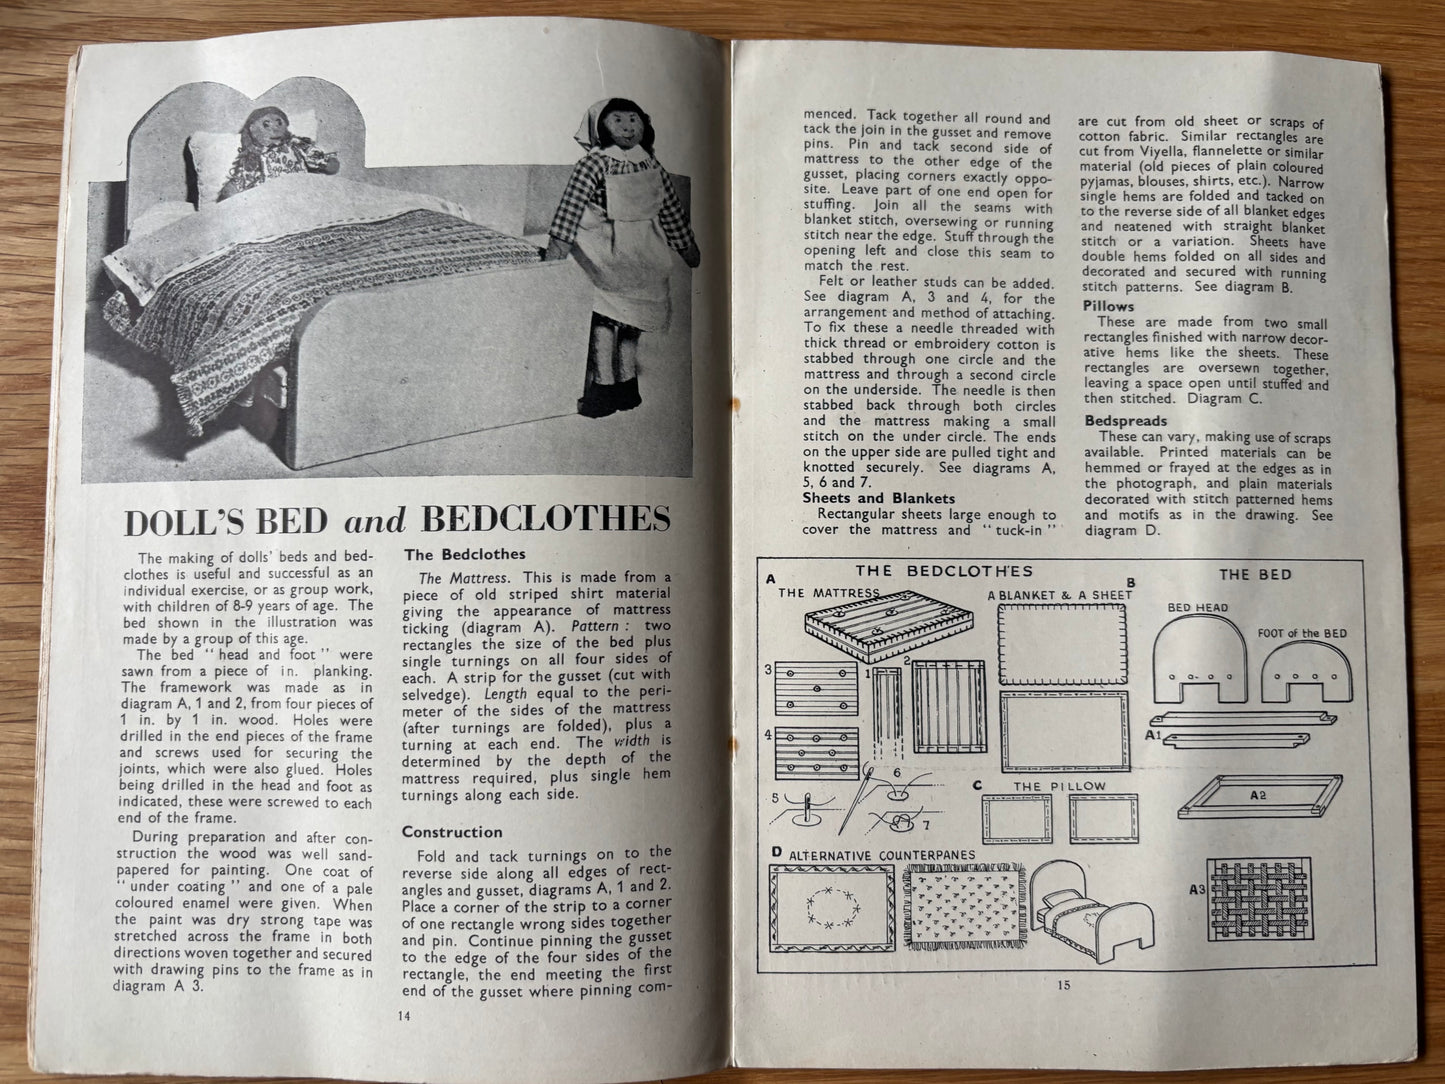 DOLL'S BED and BEDCLOTHES
The making of dolls' beds and bed-
clothes is useful and successful as an
individual exercise, or as group work,
with children of 8-9 years of age. The
bed shown in the illustration was
made by a group of this age.
The bed "head and foot" were
sawn from a piece of in. planking.
The framework was made as in
diagram A, 1 and 2, from four pieces of
1 in. by 1 in. wood. Holes were
drilled in the end pieces of the frame
and screws used for securing the
joints, which were also glued. Holes
being drilled in the head and foot as
indicated, these were screwed to each
end of the frame.
During preparation and after con-
struction the wood was well sand-
papered for painting. One coat of
"under coating" and one of a pale
coloured enamel were given. When
the paint was dry strong tape was
stretched across the frame in both
directions woven together and secured
with drawing pins to the frame as in
diagram A 3.
The Bedclothes
The Mattress. This is made from a
piece of old striped shirt material
giving the appearance of mattress
ticking (diagram A). Pattern: two
rectangles the size of the bed plus
single turnings on all four sides of
each. A strip for the gusset (cut with
selvedge). Length equal to the peri-
meter of the sides of the mattress
(after turnings are folded), plus a
turning at each end. The width is
determined by the depth of the
mattress required, plus single hem
turnings along each side.
Construction
Fold and tack turnings on to the
reverse side along all edges of rect-
angles and gusset, diagrams A, 1 and 2.
Place a corner of the strip to a corner
of one rectangle wrong sides together
and pin. Continue pinning the gusset
to the edge of the four sides of the
rectangle, the end meeting the first
end of the gusset where pinning com-
14
menced. Tack together all round and
tack the join in the gusset and remove
pins. Pin and tack second side of
mattress to the other edge of the
gusset, placing corners exactly oppo-
site. Leave part of one end open for
stuffing. Join all the seams with
blanket stitch, oversewing or running
stitch near the edge. Stuff through the
opening left and close this seam to
match the rest.
Felt or leather studs can be added.
See diagram A, 3 and 4, for the
arrangement and method of attaching.
To fix these a needle threaded with
thick thread or embroidery cotton is
stabbed through one circle and the
mattress and through a second circle
on the underside. The needle is then
stabbed back through both circles
and the mattress making a small
stitch on the under circle. The ends
on the upper side are pulled tight and
knotted securely. See diagrams A,
5, 6 and 7.
Sheets and Blankets
Rectangular sheets large enough to
cover the mattress and "tuck-in"
are cut from old sheet or scraps of
cotton fabric. Similar rectangles are
cut from Viyella, flannelette or similar
material (old pieces of plain coloured
pyjamas, blouses, shirts, etc.). Narrow
single hems are folded and tacked on
to the reverse side of all blanket edges
and neatened with straight blanket
stitch or a variation. Sheets have
double hems folded on all sides and
decorated and secured with running
stitch patterns. See diagram B.
Pillows
These are made from two small
rectangles finished with narrow decor-
ative hems like the sheets. These
rectangles are oversewn together,
leaving a space open until stuffed and
then stitched. Diagram C.
Bedspreads
These can vary, making use of scraps
available. Printed materials can be
hemmed or frayed at the edges as in
the photograph, and plain materials
decorated with stitch patterned hems
and motifs as in the drawing. See
diagram D.
THE BEDCLOTHES
A
THE MATTRESS
B
A BLANKET & A SHEET
3
1
2
4
5
6
7
C THE PILLOW
D ALTERNATIVE COUNTERPANES
THE BED
BED HEAD
FOOT of the BED
A1
A2
A3
15